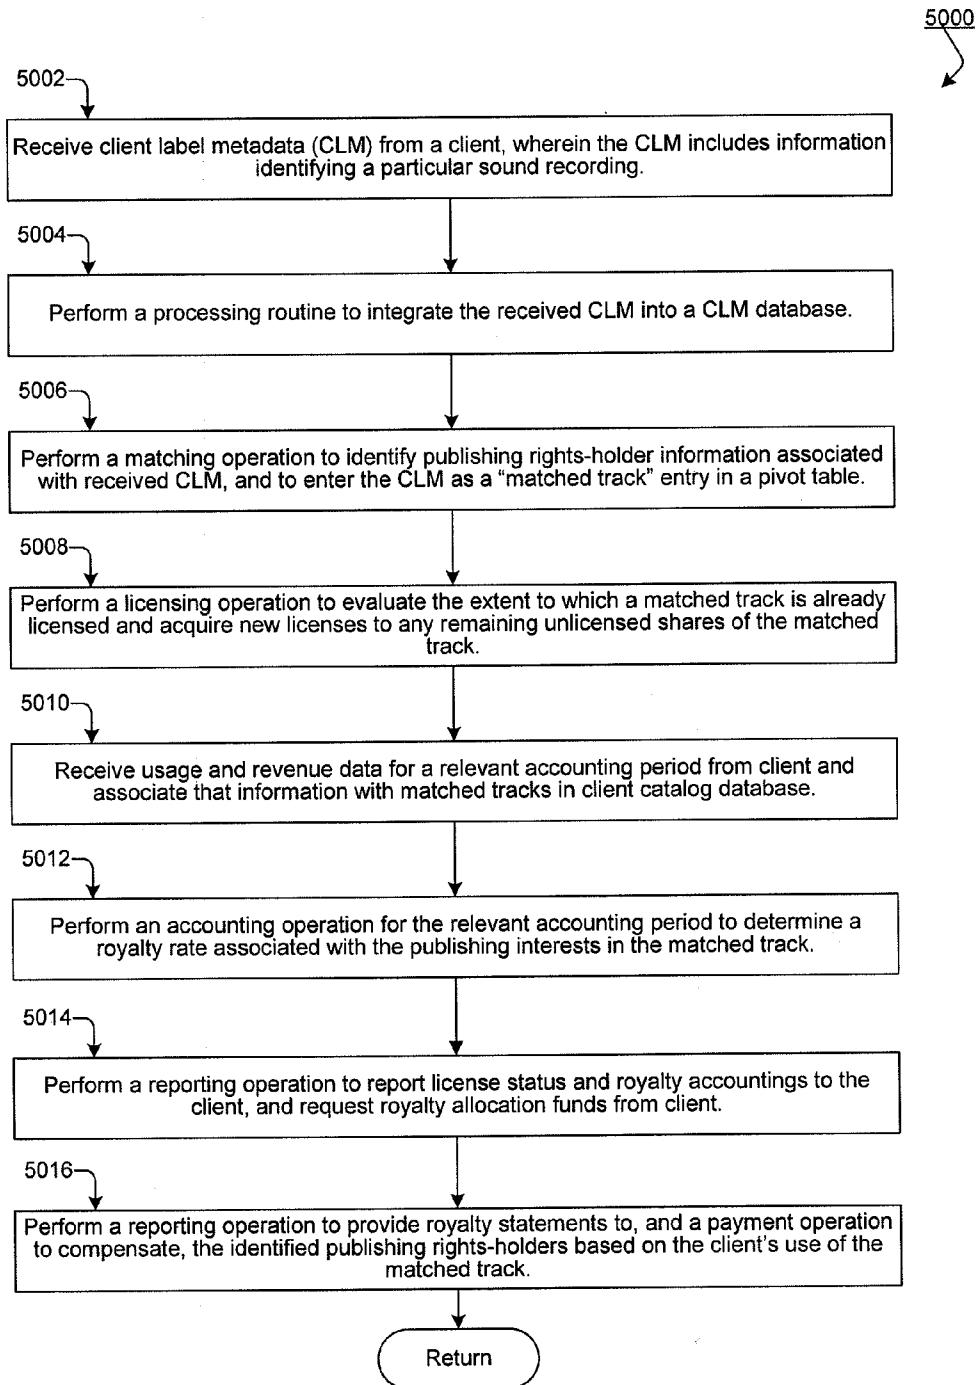 5000
5002
Receive client label metadata (CLM) from a client, wherein the CLM includes information
identifying a particular sound recording.
5004
Perform a processing routine to integrate the received CLM into a CLM database.
5006
Perform a matching operation to identify publishing rights-holder information associated
with received CLM, and to enter the CLM as a “matched track” entry in a pivot table.
5008
Perform a licensing operation to evaluate the extent to which a matched track is already
licensed and acquire new licenses to any remaining unlicensed shares of the matched
track.
5010
Receive usage and revenue data for a relevant accounting period from client and
associate that information with matched tracks in client catalog database.
5012
Perform an accounting operation for the relevant accounting period to determine a
royalty rate associated with the publishing interests in the matched track.
5014
Perform a reporting operation to report license status and royalty accountings to the
client, and request royalty allocation funds from client.
5016
Perform a reporting operation to provide royalty statements to, and a payment operation
to compensate, the identified publishing rights-holders based on the client’s use of the
matched track.
Return